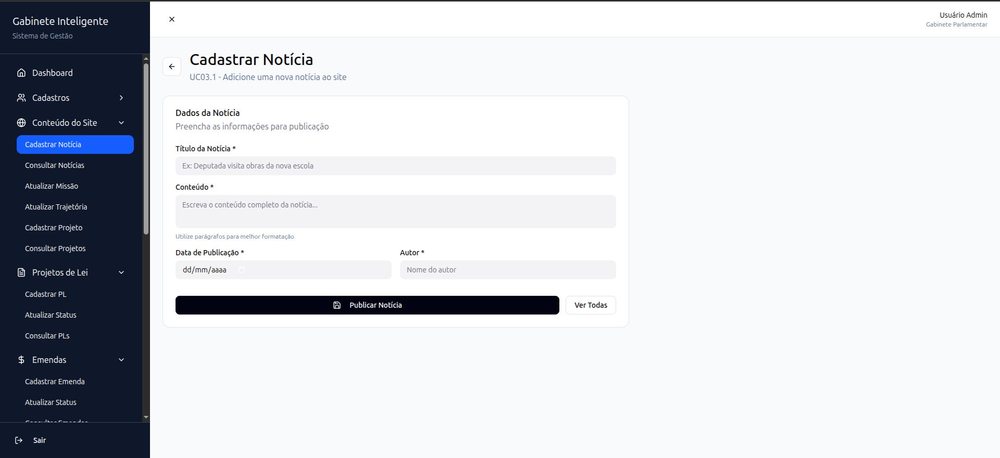 Gabinete Inteligente
Sistema de Gestão
Dashboard
Cadastros
Conteúdo do Site
Cadastrar Notícia
Consultar Notícias
Atualizar Missão
Atualizar Trajetória
Cadastrar Projeto
Consultar Projetos
Projetos de Lei
Cadastrar PL
Atualizar Status
Consultar PLs
Emendas
Cadastrar Emenda
Atualizar Status
Consultar Emendas
Sair
Usuário Admin
Gabinete Parlamentar
Cadastrar Notícia
UC03.1 - Adicione uma nova notícia ao site
Dados da Notícia
Preencha as informações para publicação
Título da Notícia *
Ex: Deputada visita obras da nova escola
Conteúdo *
Escreva o conteúdo completo da notícia...
Utilize parágrafos para melhor formatação
Data de Publicação *
dd/mm/aaaa
Autor *
Nome do autor
Publicar Notícia
Ver Todas